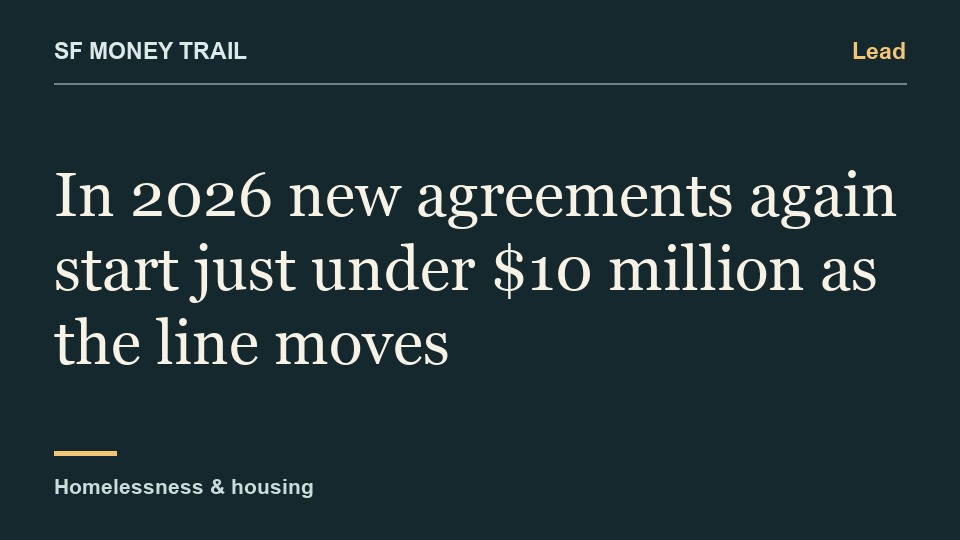 SF MONEY TRAIL
Lead
In 2026 new agreements again
start just under $10 million as
the line moves
Homelessness & housing